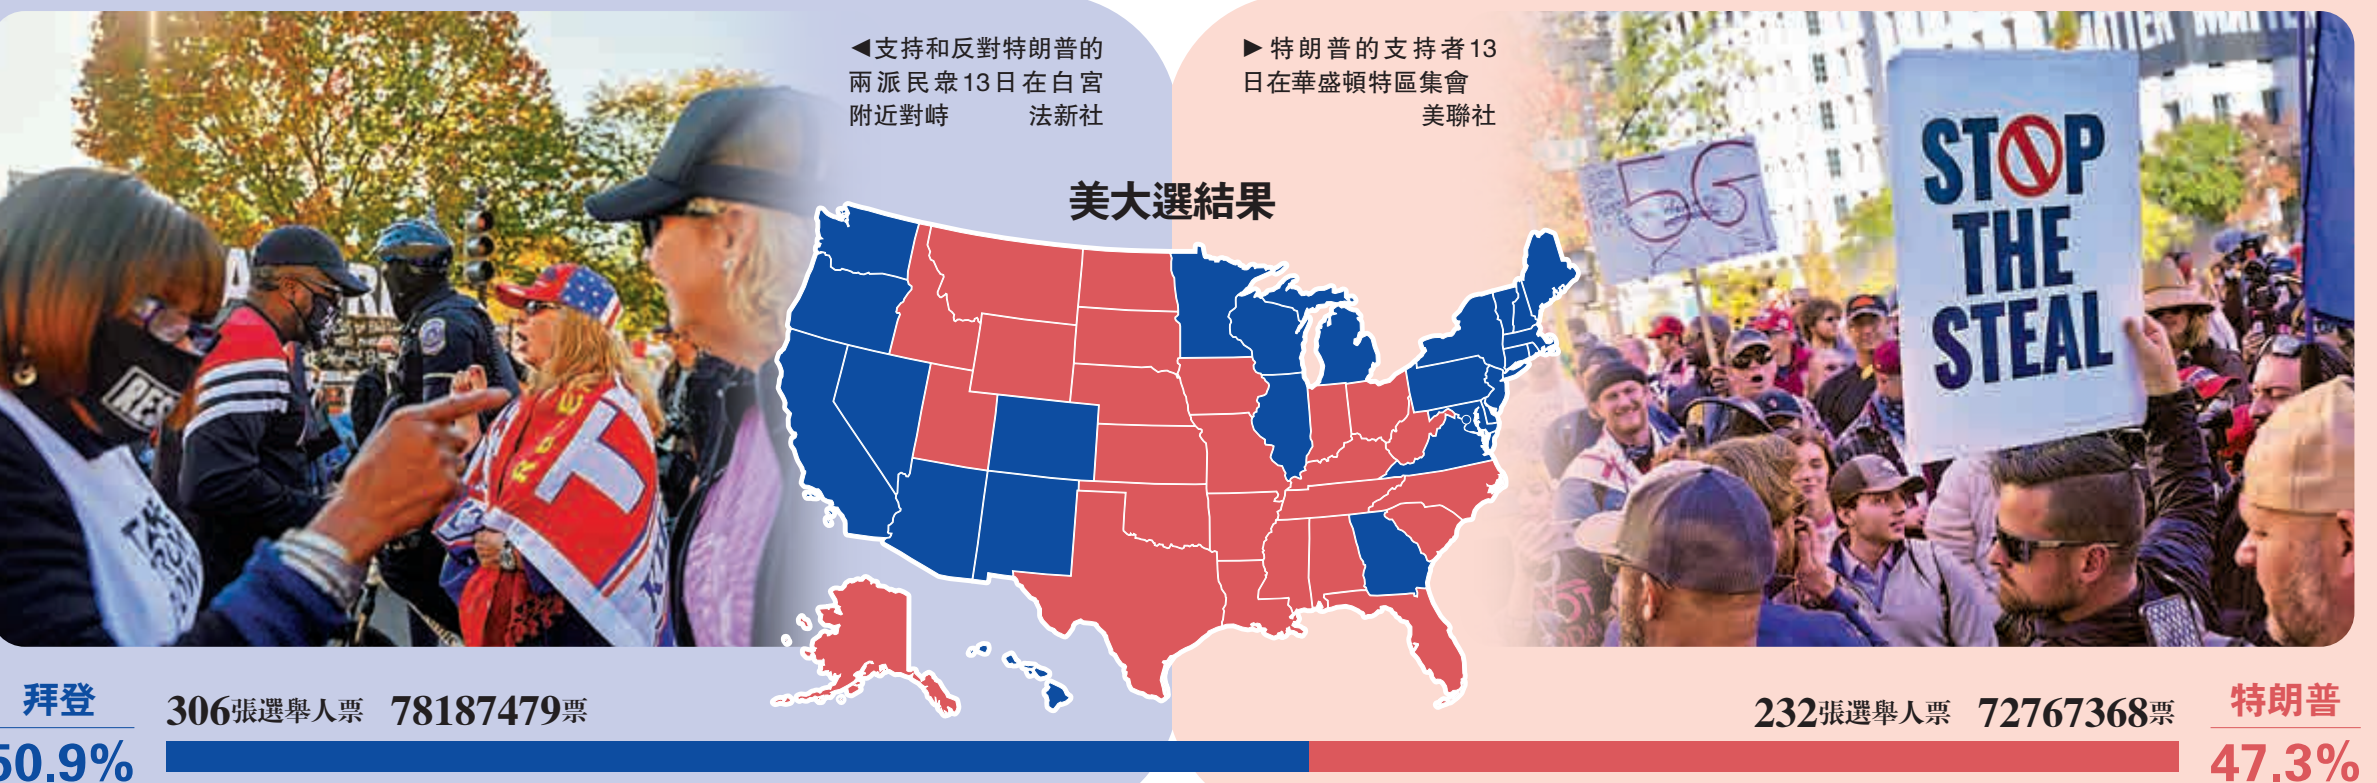 ◀支持和反對特朗普的
兩派民眾13日在白宮
附近對峙 法新社
▶特朗普的支持者13
日在華盛頓特區集會
美聯社
美大選結果
5G
STOP
THE
STEAL
RES
拜登
50.9%
306張選舉人票 78187479票
232張選舉人票 72767368票
特朗普
47.3%